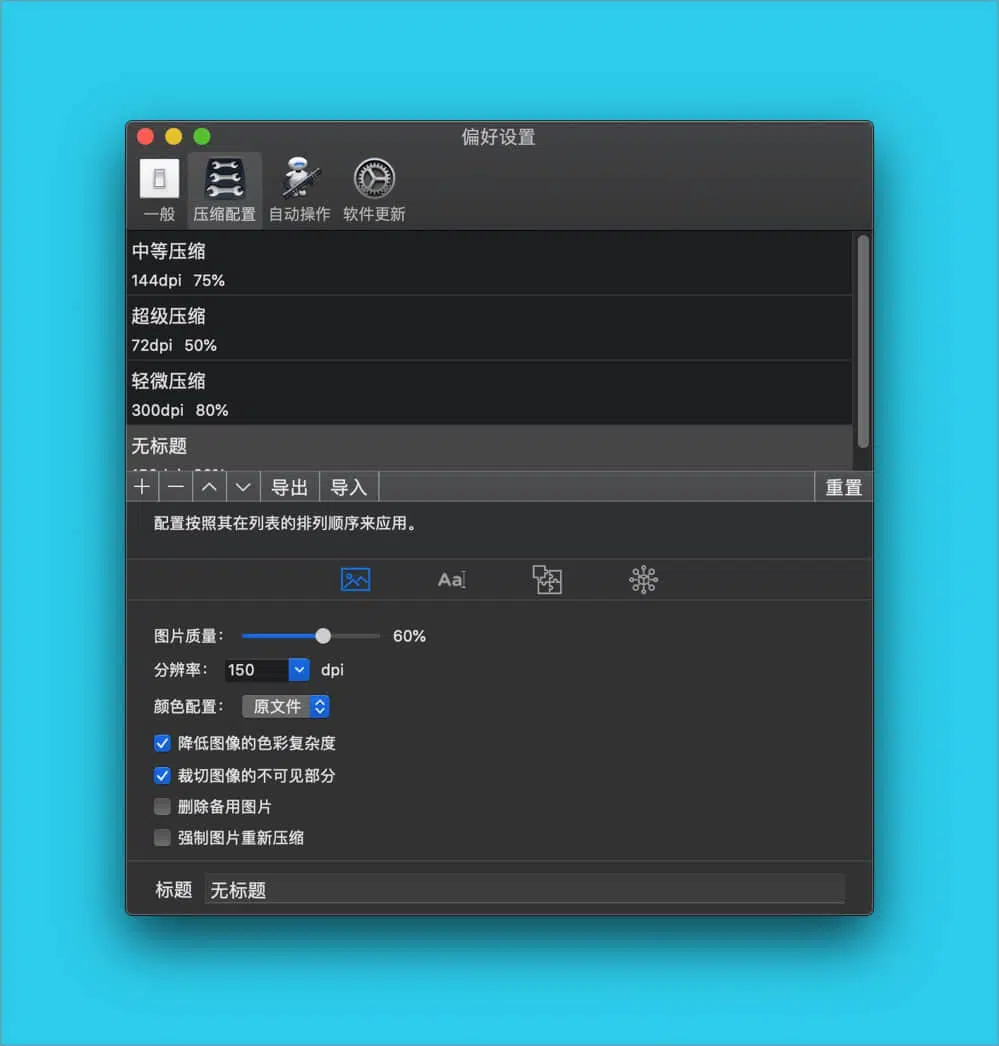 偏好设置
一般 压缩配置 自动操作 软件更新
中等压缩
144dpi 75%
超级压缩
72dpi 50%
轻微压缩
300dpi 80%
无标题
导出 导入 重置
配置按照其在列表的排列顺序来应用。
Aa
图片质量： 60%
分辨率： 150 dpi
颜色配置： 原文件
降低图像的色彩复杂度
裁切图像的不可见部分
删除备用图片
强制图片重新压缩
标题 无标题